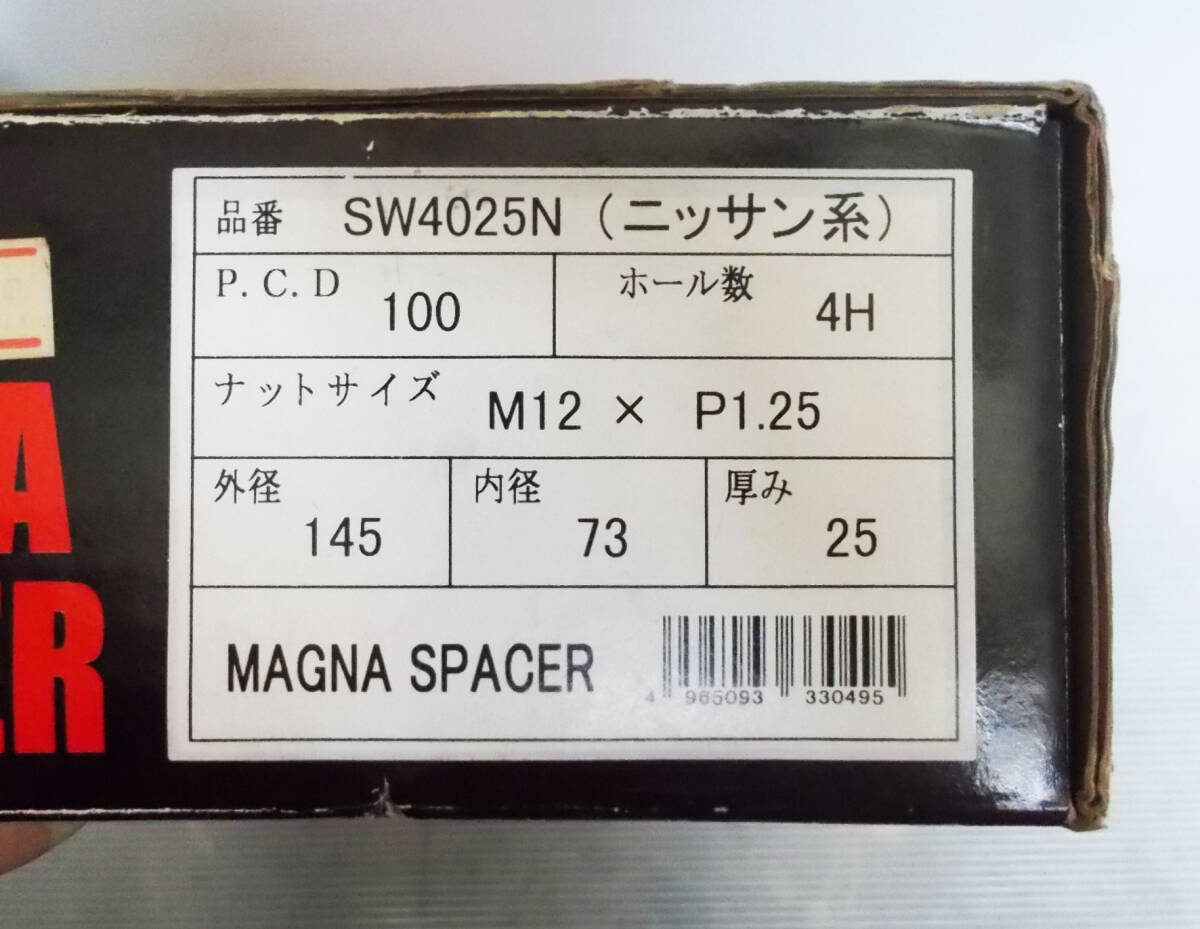 品番 SW4025N (ニッサン系)
P.C.D 100 ホール数 4H
ナットサイズ M12 × P1.25
外径 145 内径 73 厚み 25
MAGNA SPACER
4 965093 330495
A
ER